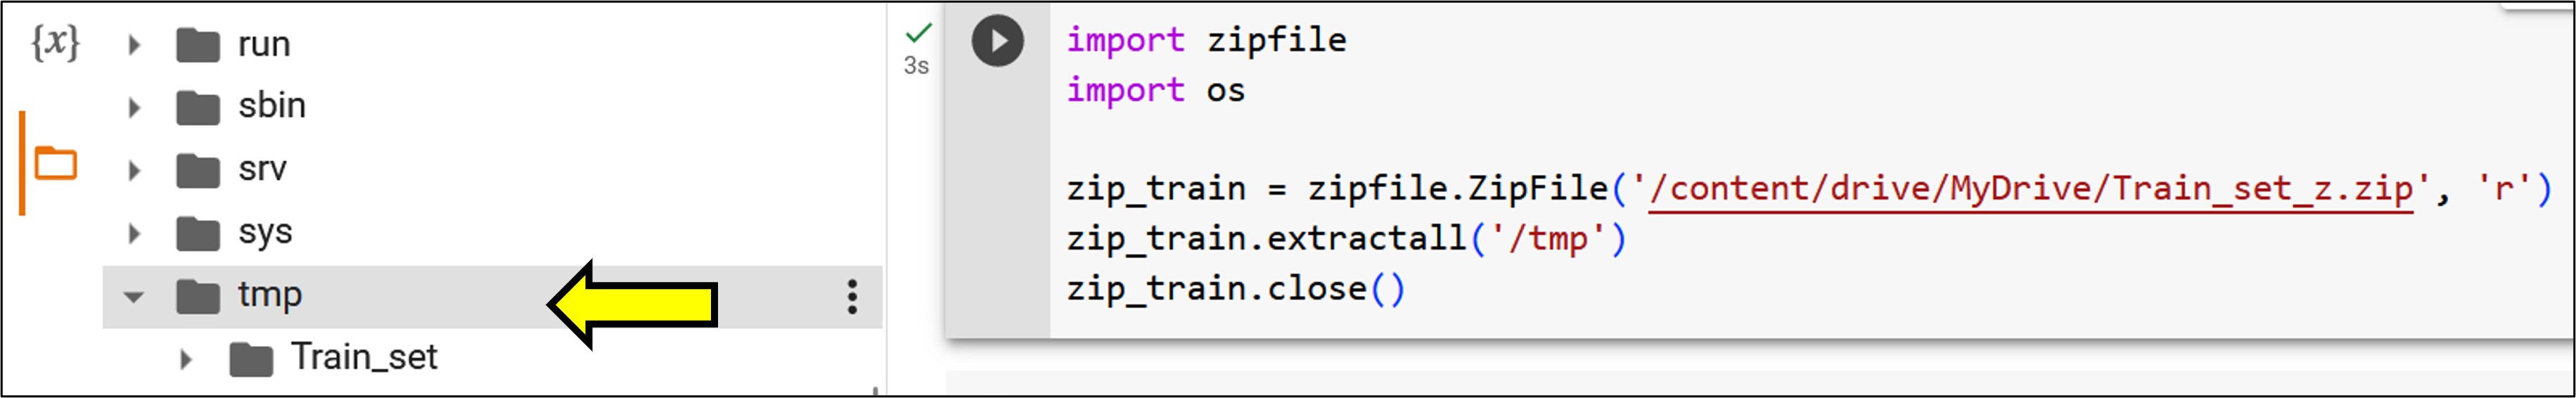 {x}
run
sbin
srv
sys
tmp
Train_set
3s
import zipfile
import os
zip_train = zipfile.ZipFile('/content/drive/MyDrive/Train_set_z.zip', 'r')
zip_train.extractall('/tmp')
zip_train.close()